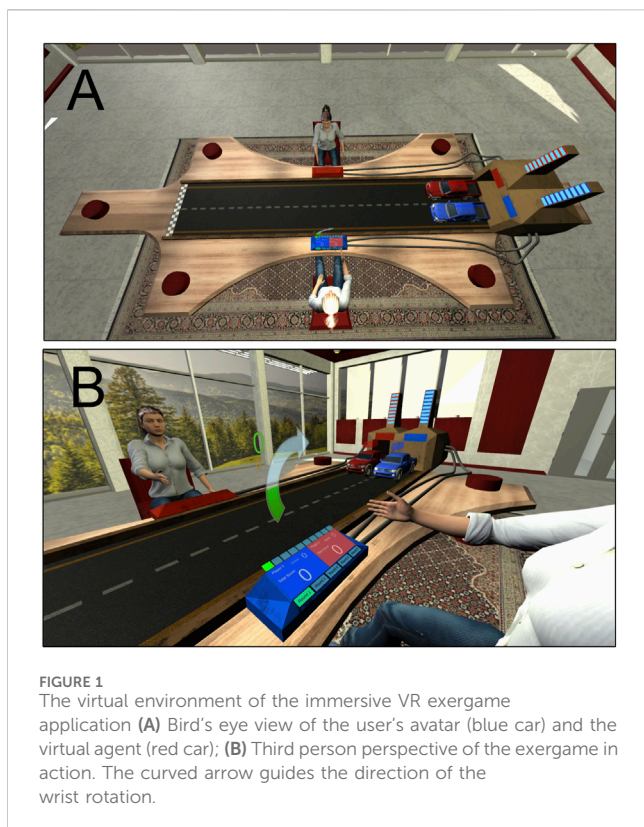 A
B
0
0
FIGURE 1
The virtual environment of the immersive VR exergame
application (A) Bird's eye view of the user's avatar (blue car) and the
virtual agent (red car); (B) Third person perspective of the exergame in
action. The curved arrow guides the direction of the
wrist rotation.